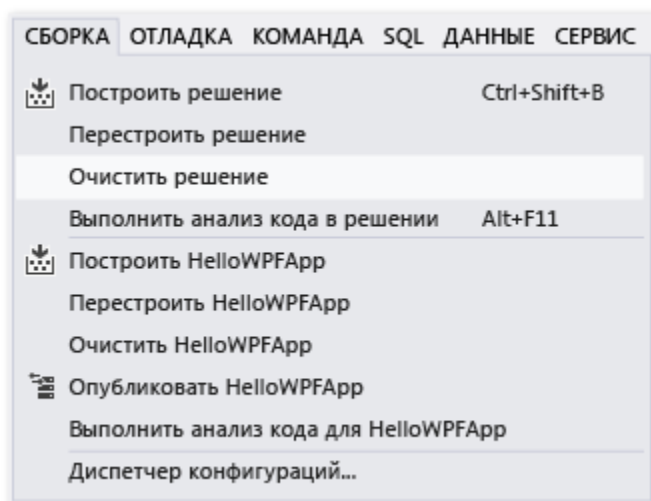 СБОРКА ОТЛАДКА КОМАНДА SQL ДАННЫЕ СЕРВИС
Построить решение Ctrl+Shift+B
Перестроить решение
Очистить решение
Выполнить анализ кода в решении Alt+F11
Построить HelloWPFApp
Перестроить HelloWPFApp
Очистить HelloWPFApp
Опубликовать HelloWPFApp
Выполнить анализ кода для HelloWPFApp
Диспетчер конфигураций...